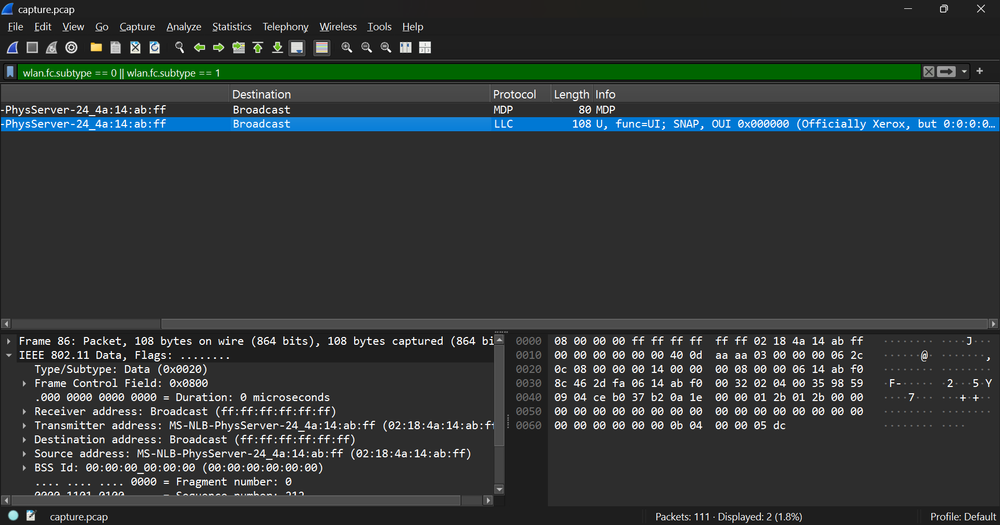 capture.pcap
File Edit View Go Capture Analyze Statistics Telephony Wireless Tools Help
wlan.fc.subtype == 0 || wlan.fc.subtype == 1
Destination Protocol Length Info
-PhysServer-24_4a:14:ab:ff Broadcast MDP 80 MDP
-PhysServer-24_4a:14:ab:ff Broadcast LLC 108 U, func=UI; SNAP, OUI 0x000000 (Officially Xerox, but 0:0:0:0…
Frame 86: Packet, 108 bytes on wire (864 bits), 108 bytes captured (864 bi
IEEE 802.11 Data, Flags: ........
Type/Subtype: Data (0x0020)
Frame Control Field: 0x0800
.000 0000 0000 0000 = Duration: 0 microseconds
Receiver address: Broadcast (ff:ff:ff:ff:ff:ff)
Transmitter address: MS-NLB-PhysServer-24_4a:14:ab:ff (02:18:4a:14:ab:ff
Destination address: Broadcast (ff:ff:ff:ff:ff:ff)
Source address: MS-NLB-PhysServer-24_4a:14:ab:ff (02:18:4a:14:ab:ff)
BSS Id: 00:00:00_00:00:00 (00:00:00:00:00:00)
.... .... .... 0000 = Fragment number: 0
0000 1101 0100 .... = Sequence number: 212
0000 08 00 00 00 ff ff ff ff ff ff 02 18 4a 14 ab ff ········ ····J···
0010 00 00 00 00 00 00 40 0d aa aa 03 00 00 00 06 2c ······@· ·······,
0020 0c 08 00 00 00 14 00 00 00 08 00 00 06 14 ab f0 ········ ········
0030 8c 46 2d fa 06 14 ab f0 00 32 02 04 00 35 98 59 ·F-····· ·2···5·Y
0040 09 04 ce b0 37 b2 0a 1e 00 00 01 2b 01 2b 00 00 ····7··· ···+·+··
0050 00 00 00 00 00 00 00 00 00 00 00 00 00 00 00 00 ········ ········
0060 00 00 00 00 00 00 0b 04 00 00 05 dc ········ ····
capture.pcap
Packets: 111 · Displayed: 2 (1.8%)
Profile: Default